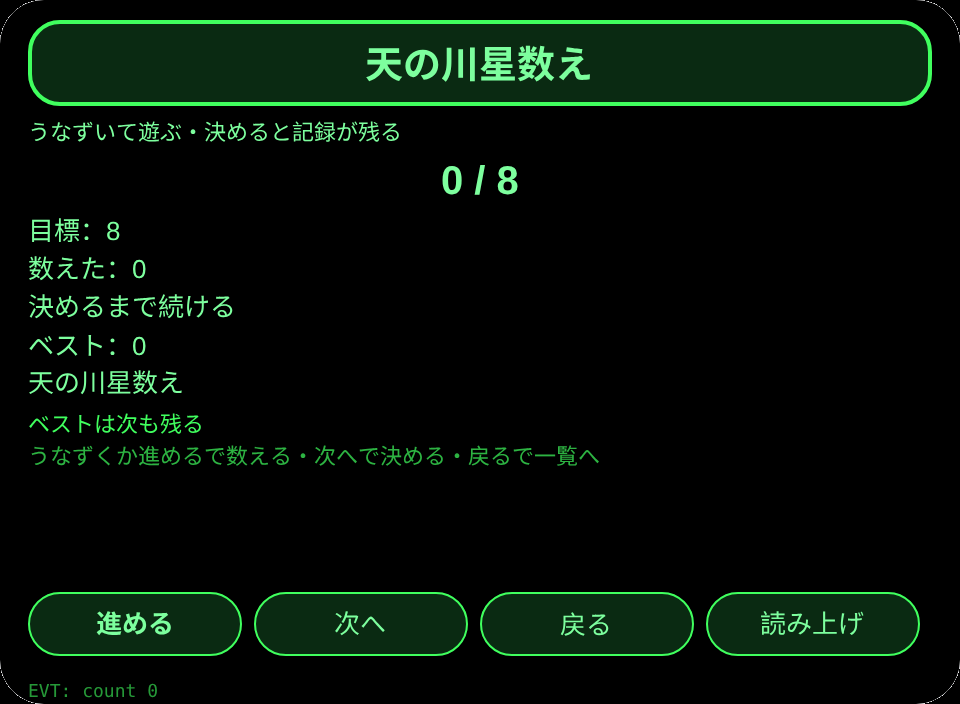 天の川星数え
うなずいて遊ぶ・決めると記録が残る
0 / 8
目標: 8
数えた: 0
決めるまで続ける
ベスト: 0
天の川星数え
ベストは次も残る
うなずくか進めるで数える・次へで決める・戻るで一覧へ
進める
次へ
戻る
読み上げ
EVT: count 0